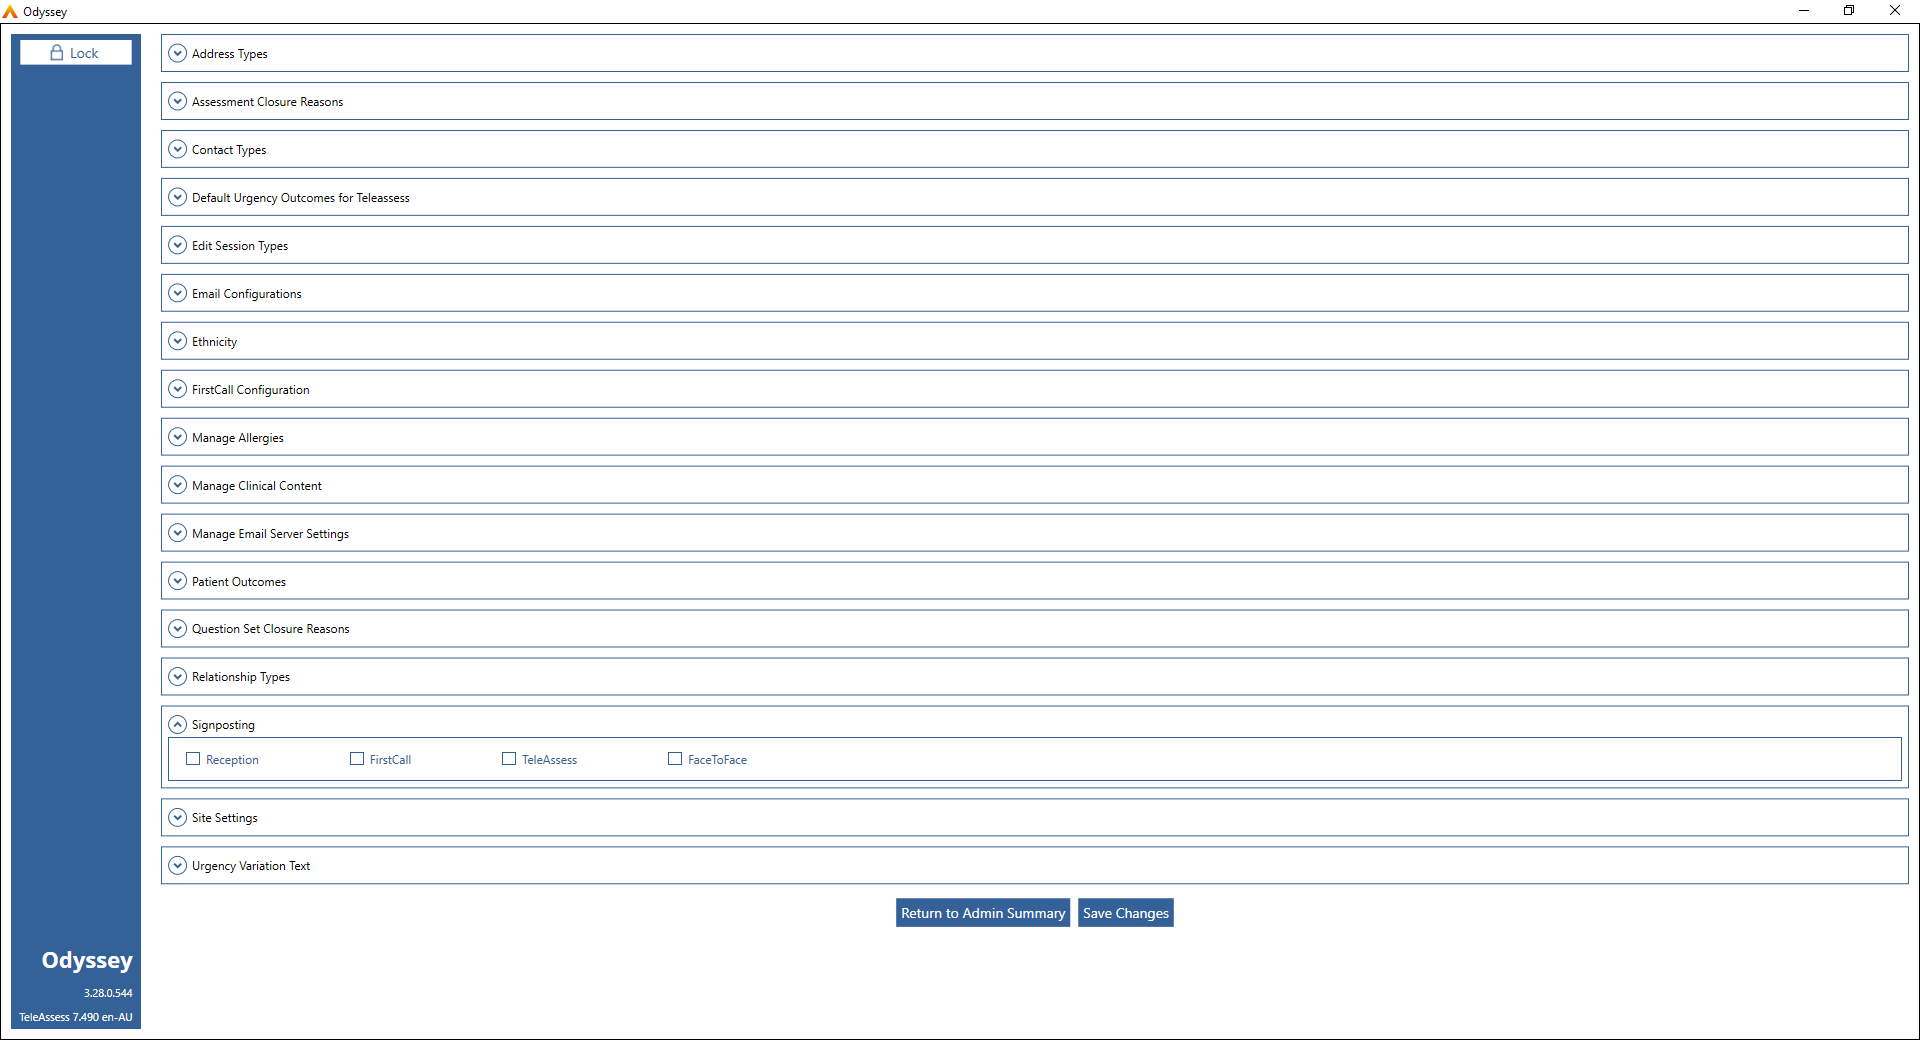 Odyssey
Lock
Address Types
Assessment Closure Reasons
Contact Types
Default Urgency Outcomes for Teleassess
Edit Session Types
Email Configurations
Ethnicity
FirstCall Configuration
Manage Allergies
Manage Clinical Content
Manage Email Server Settings
Patient Outcomes
Question Set Closure Reasons
Relationship Types
Signposting
Reception FirstCall TeleAssess FaceToFace
Site Settings
Urgency Variation Text
Return to Admin Summary Save Changes
Odyssey
3.28.0.544
TeleAssess 7.490 en-AU